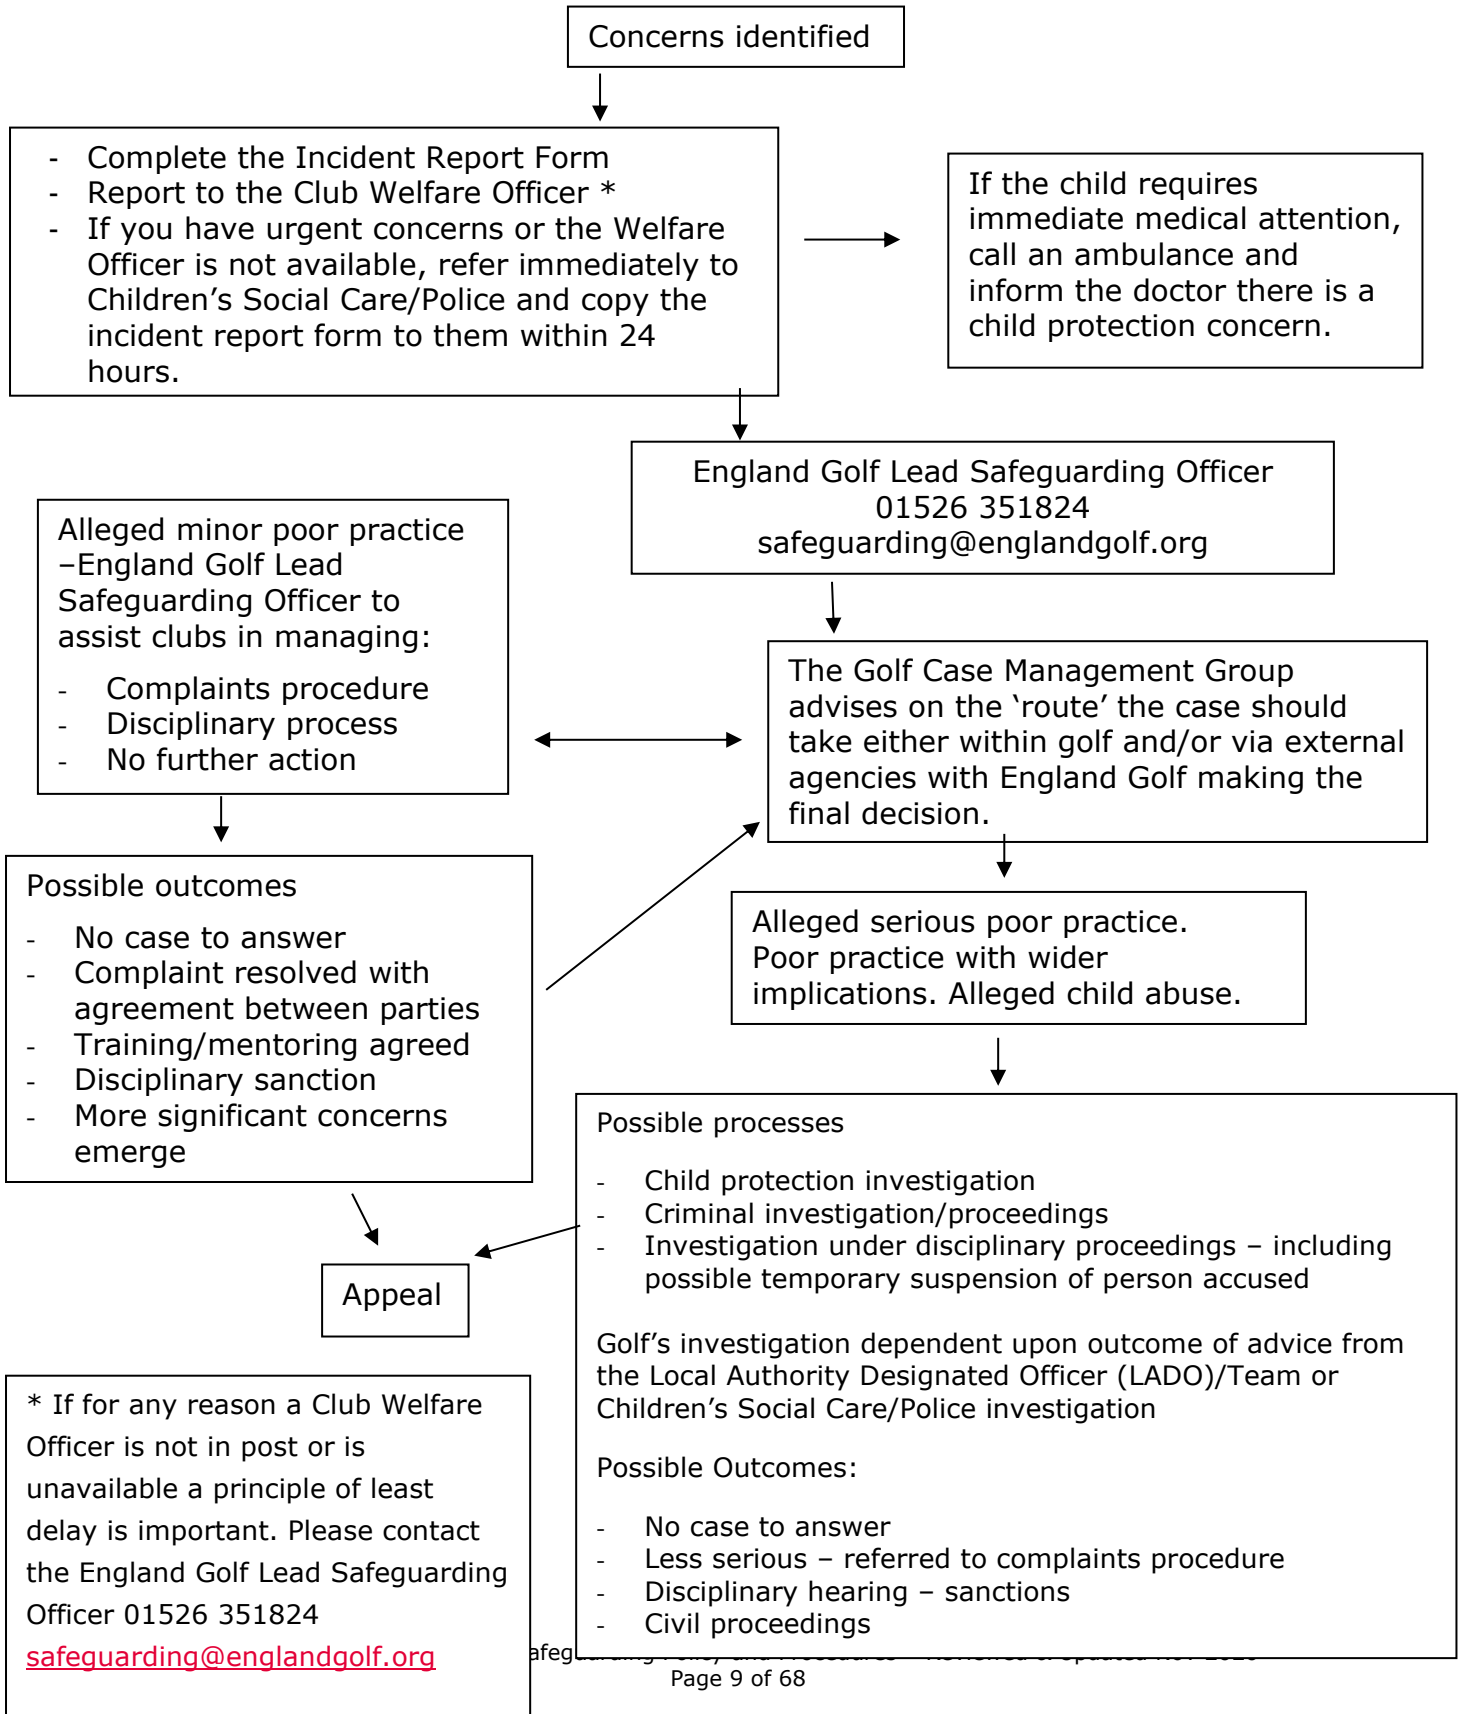 Concerns identified
- Complete the Incident Report Form
- Report to the Club Welfare Officer *
- If you have urgent concerns or the Welfare
Officer is not available, refer immediately to
Children’s Social Care/Police and copy the
incident report form to them within 24
hours.
If the child requires
immediate medical attention,
call an ambulance and
inform the doctor there is a
child protection concern.
England Golf Lead Safeguarding Officer
01526 351824
safeguarding@englandgolf.org
Alleged minor poor practice
–England Golf Lead
Safeguarding Officer to
assist clubs in managing:
- Complaints procedure
- Disciplinary process
- No further action
The Golf Case Management Group
advises on the ‘route’ the case should
take either within golf and/or via external
agencies with England Golf making the
final decision.
Possible outcomes
- No case to answer
- Complaint resolved with
agreement between parties
- Training/mentoring agreed
- Disciplinary sanction
- More significant concerns
emerge
Alleged serious poor practice.
Poor practice with wider
implications. Alleged child abuse.
Possible processes
- Child protection investigation
- Criminal investigation/proceedings
- Investigation under disciplinary proceedings – including
possible temporary suspension of person accused
Golf’s investigation dependent upon outcome of advice from
the Local Authority Designated Officer (LADO)/Team or
Children’s Social Care/Police investigation
Possible Outcomes:
- No case to answer
- Less serious – referred to complaints procedure
- Disciplinary hearing – sanctions
- Civil proceedings
Appeal
* If for any reason a Club Welfare
Officer is not in post or is
unavailable a principle of least
delay is important. Please contact
the England Golf Lead Safeguarding
Officer 01526 351824
safeguarding@englandgolf.org
Page 9 of 68